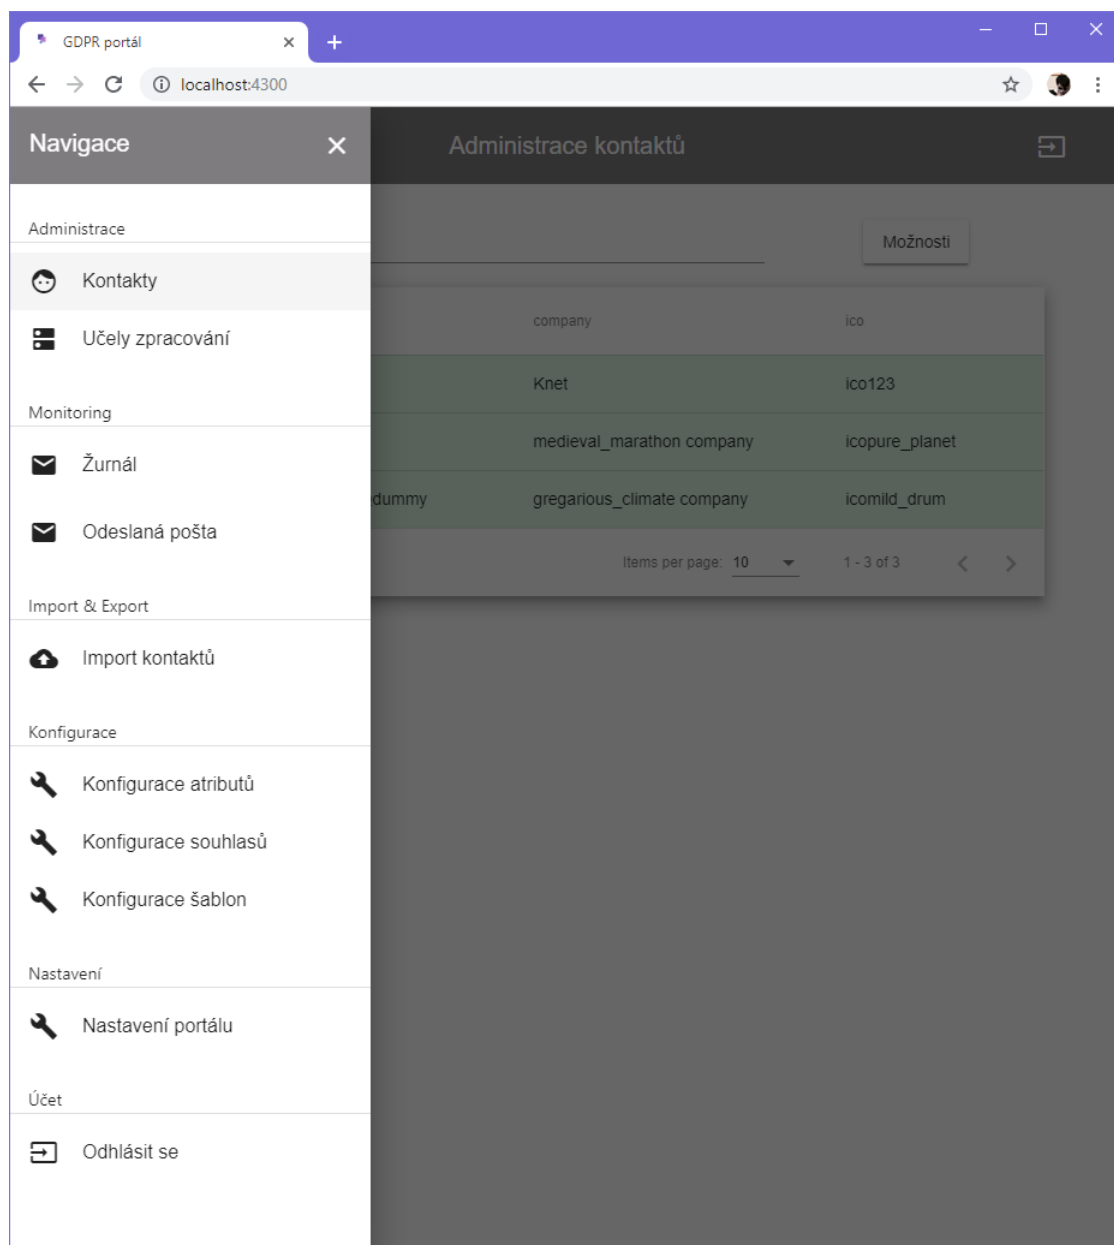 GDPR portál
localhost:4300
Navigace
Administrace kontaktů
Administrace
Možnosti
Kontakty
Učely zpracování
company ico
Knet ico123
medieval_marathon company icopure_planet
dummy gregarious_climate company icomild_drum
Items per page: 10 1 - 3 of 3
Monitoring
Žurnál
Odeslaná pošta
Import & Export
Import kontaktů
Konfigurace
Konfigurace atributů
Konfigurace souhlasů
Konfigurace šablon
Nastavení
Nastavení portálu
Účet
Odhlásit se